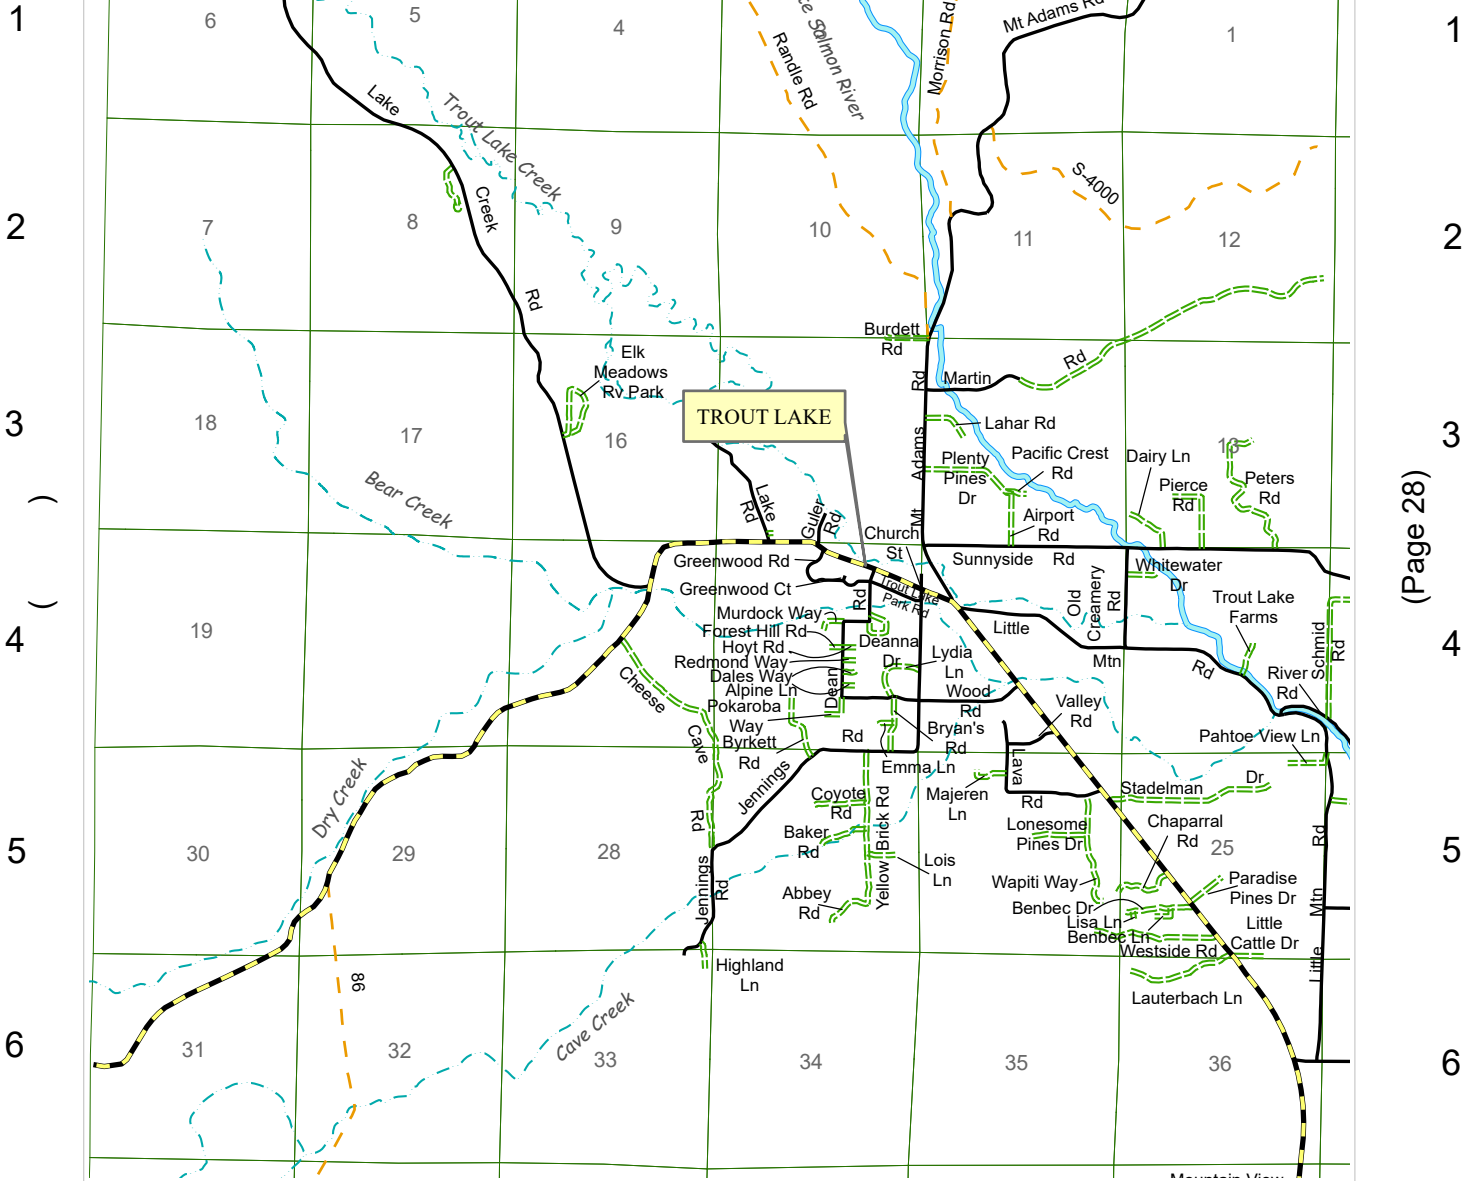 1
6
5
4
1
1
Lake
Trout Lake Creek
Randle Rd
Salmon River
Morrison Rd
Mt Adams Rd
2
7
8
9
10
11
12
2
Creek
Rd
S-4000
Burdett
Rd
Elk
Meadows
Rv Park
Martin
Rd
3
18
17
16
13
3
TROUT LAKE
Rd
Adams
Mt
Lahar Rd
Plenty
Pines
Dr
Pacific Crest
Rd
Dairy Ln
Pierce
Rd
Peters
Rd
Airport
Rd
(Page 28)
(
)
Bear Creek
Lake
Rd
Guler
Rd
Church
St
Greenwood Rd
Greenwood Ct
Sunnyside
Rd
Whitewater
Dr
Old
Creamery
Rd
Trout Lake
Park Rd
Trout Lake
Farms
4
19
4
Murdock Way
Forest Hill Rd
Hoyt Rd
Redmond Way
Dales Way
Alpine Ln
Pokaroba
Way
Byrkett
Rd
Rd
Dean
Deanna
Dr
Lydia
Ln
Little
Mtn
Rd
Schmid
Rd
River
Rd
Wood
Rd
Valley
Rd
Bryan's
Rd
Pahtoe View Ln
Cheese
Cave
Rd
Rd
Jennings
Emma Ln
Lava
Rd
Majeren
Ln
Stadelman
Dr
Dry Creek
Coyote
Rd
Baker
Rd
Yellow Brick Rd
Lonesome
Pines Dr
Chaparral
Rd
5
30
29
28
25
5
Rd
Lois
Ln
Jennings
Rd
Abbey
Rd
Wapiti Way
Paradise
Pines Dr
Benbec Dr
Lisa Ln
Benbec Ln
Mtn
Little
Little
Cattle Dr
Westside Rd
Highland
Ln
Lauterbach Ln
86
Cave Creek
6
31
32
33
34
35
36
6
Mountain View